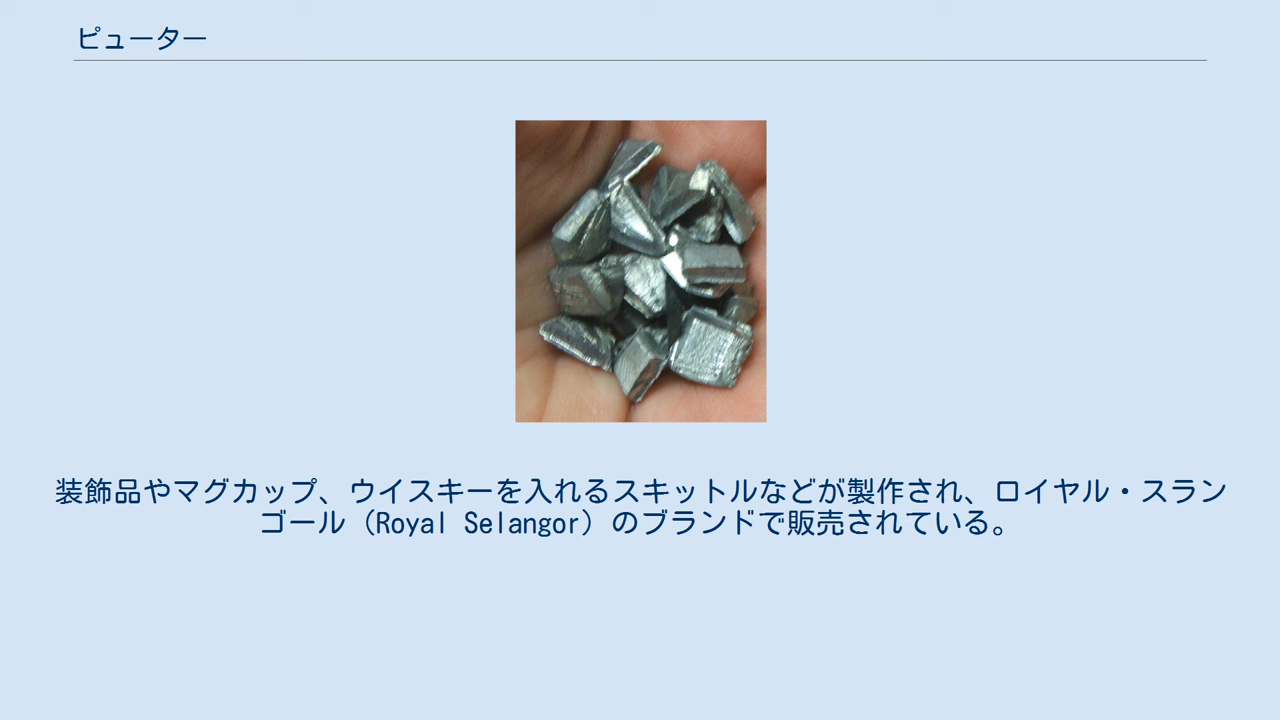 ピューター
装飾品やマグカップ、ウイスキーを入れるスキットルなどが製作され、ロイヤル・スラン
ゴール（Royal Selangor）のブランドで販売されている。